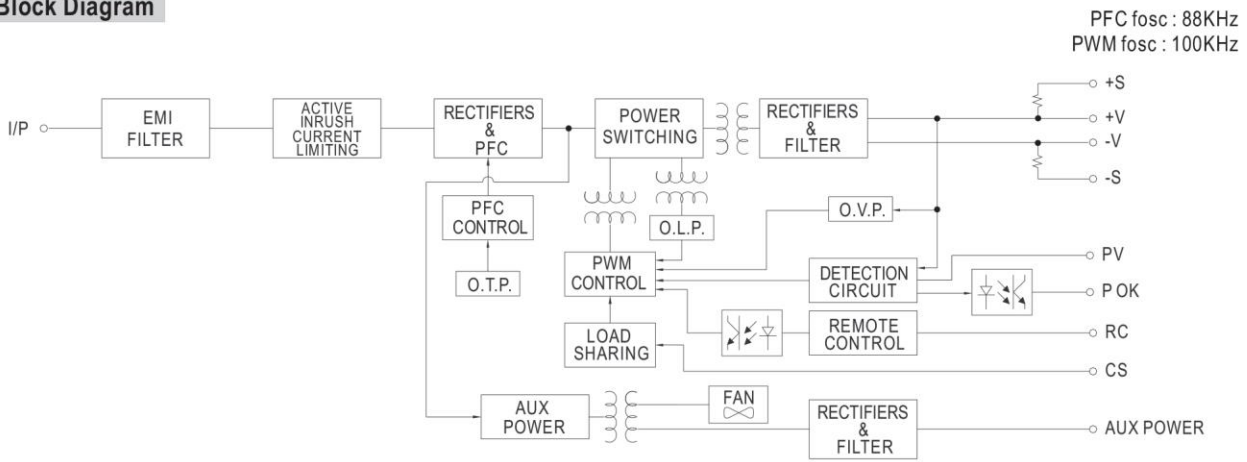 Block Diagram
PFC fosc : 88KHz
PWM fosc : 100KHz
I/P
EMI
FILTER
ACTIVE
INRUSH
CURRENT
LIMITING
RECTIFIERS
&
PFC
POWER
SWITCHING
RECTIFIERS
&
FILTER
+S
+V
-V
-S
PFC
CONTROL
O.T.P.
O.L.P.
O.V.P.
PWM
CONTROL
DETECTION
CIRCUIT
PV
P OK
LOAD
SHARING
REMOTE
CONTROL
RC
CS
AUX
POWER
FAN
RECTIFIERS
&
FILTER
AUX POWER